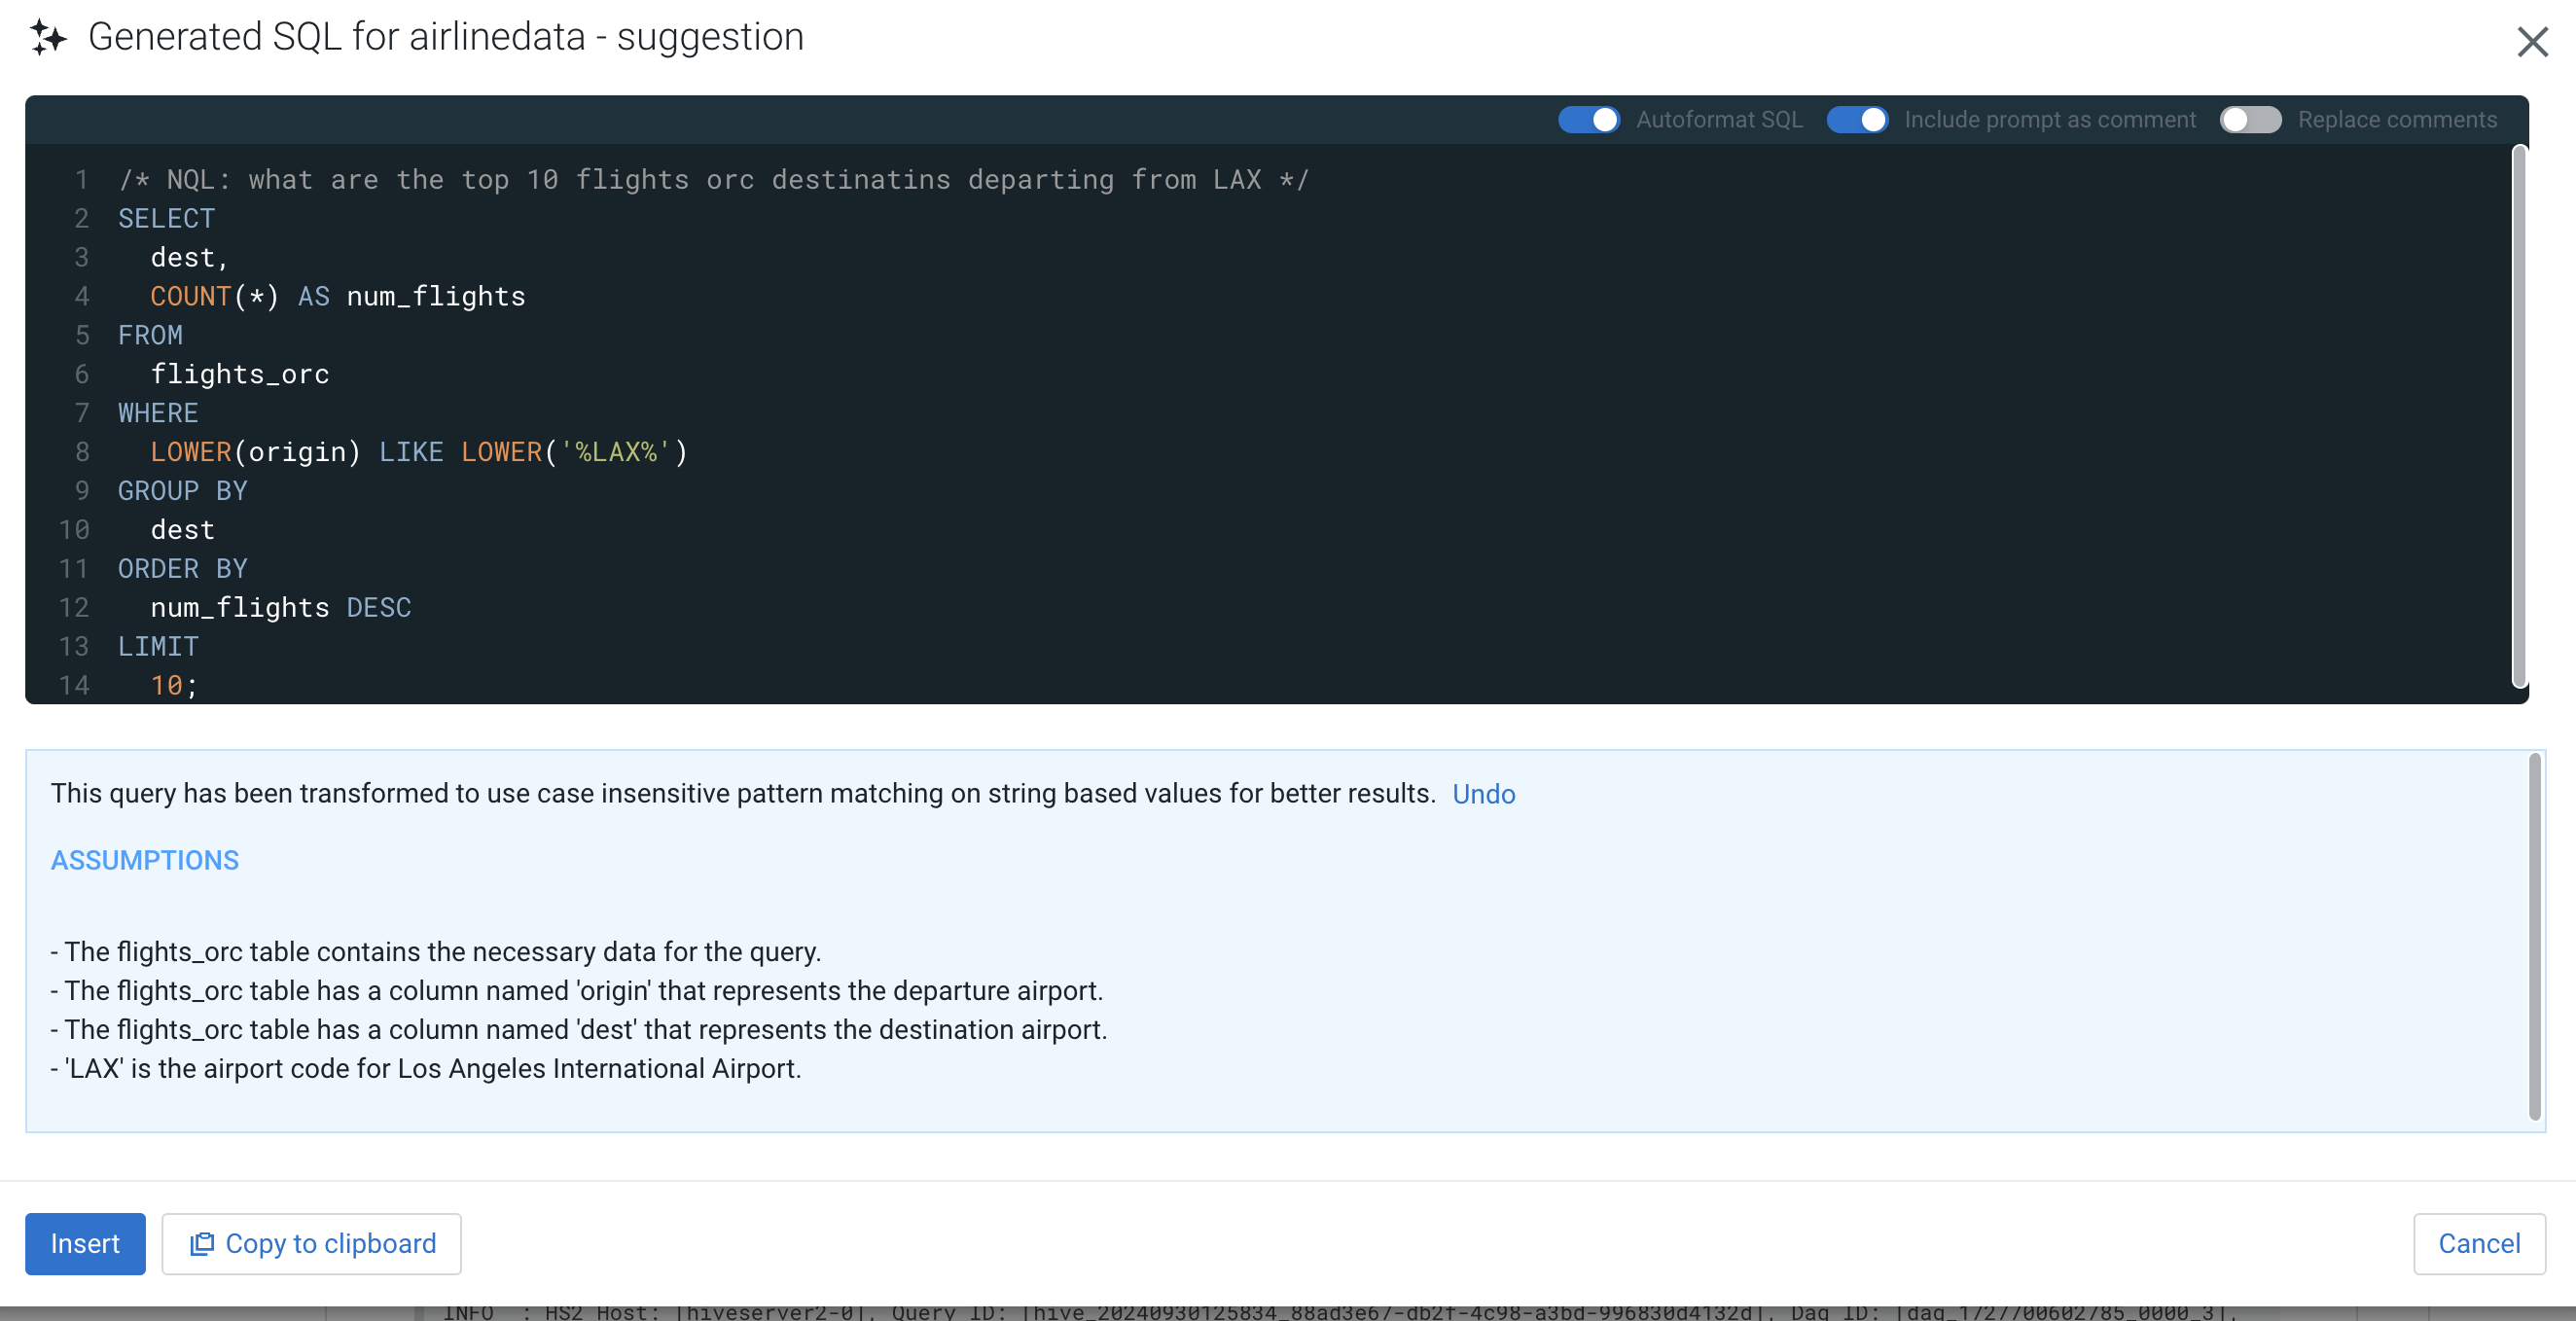 Generated SQL for airlinedata - suggestion
Autoformat SQL Include prompt as comment Replace comments
1 /* NQL: what are the top 10 flights orc destinatins departing from LAX */
2 SELECT
3 dest,
4 COUNT(*) AS num_flights
5 FROM
6 flights_orc
7 WHERE
8 LOWER(origin) LIKE LOWER('%LAX%')
9 GROUP BY
10 dest
11 ORDER BY
12 num_flights DESC
13 LIMIT
14 10;
This query has been transformed to use case insensitive pattern matching on string based values for better results. Undo
ASSUMPTIONS
- The flights_orc table contains the necessary data for the query.
- The flights_orc table has a column named 'origin' that represents the departure airport.
- The flights_orc table has a column named 'dest' that represents the destination airport.
- 'LAX' is the airport code for Los Angeles International Airport.
Insert Copy to clipboard Cancel
INFO : HS2 Host: [hiveserver2-0], Query ID: [hive_20240930125834_88ad3e67-db2f-4c98-a3bd-996830d4132d], Dag ID: [dag_1727700602785_0000_3],